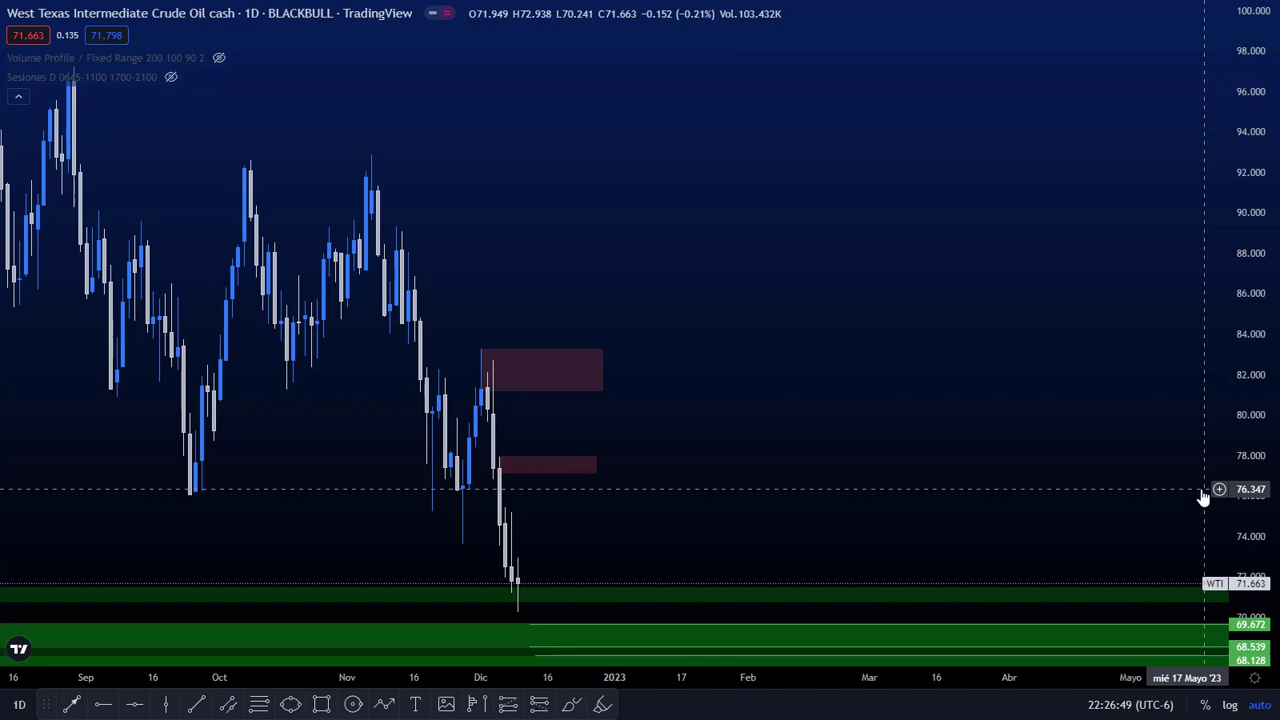 West Texas Intermediate Crude Oil cash · 1D · BLACKBULL · TradingView O71.949 H72.938 L70.241 C71.663 −0.152 (−0.21%) Vol.103.432K
71.663 0.135 71.798
Volume Profile / Fixed Range 200 100 90 2
Sesiones D 0645-1100 1700-2100
100.000
98.000
96.000
94.000
92.000
90.000
88.000
86.000
84.000
82.000
80.000
78.000
76.347
74.000
72.000
WTI 71.663
70.000
69.672
68.539
68.128
16 Sep 16 Oct Nov 16 Dic 16 2023 17 Feb Mar 16 Abr Mayo mié 17 Mayo '23
1D 22:26:49 (UTC-6) % log auto